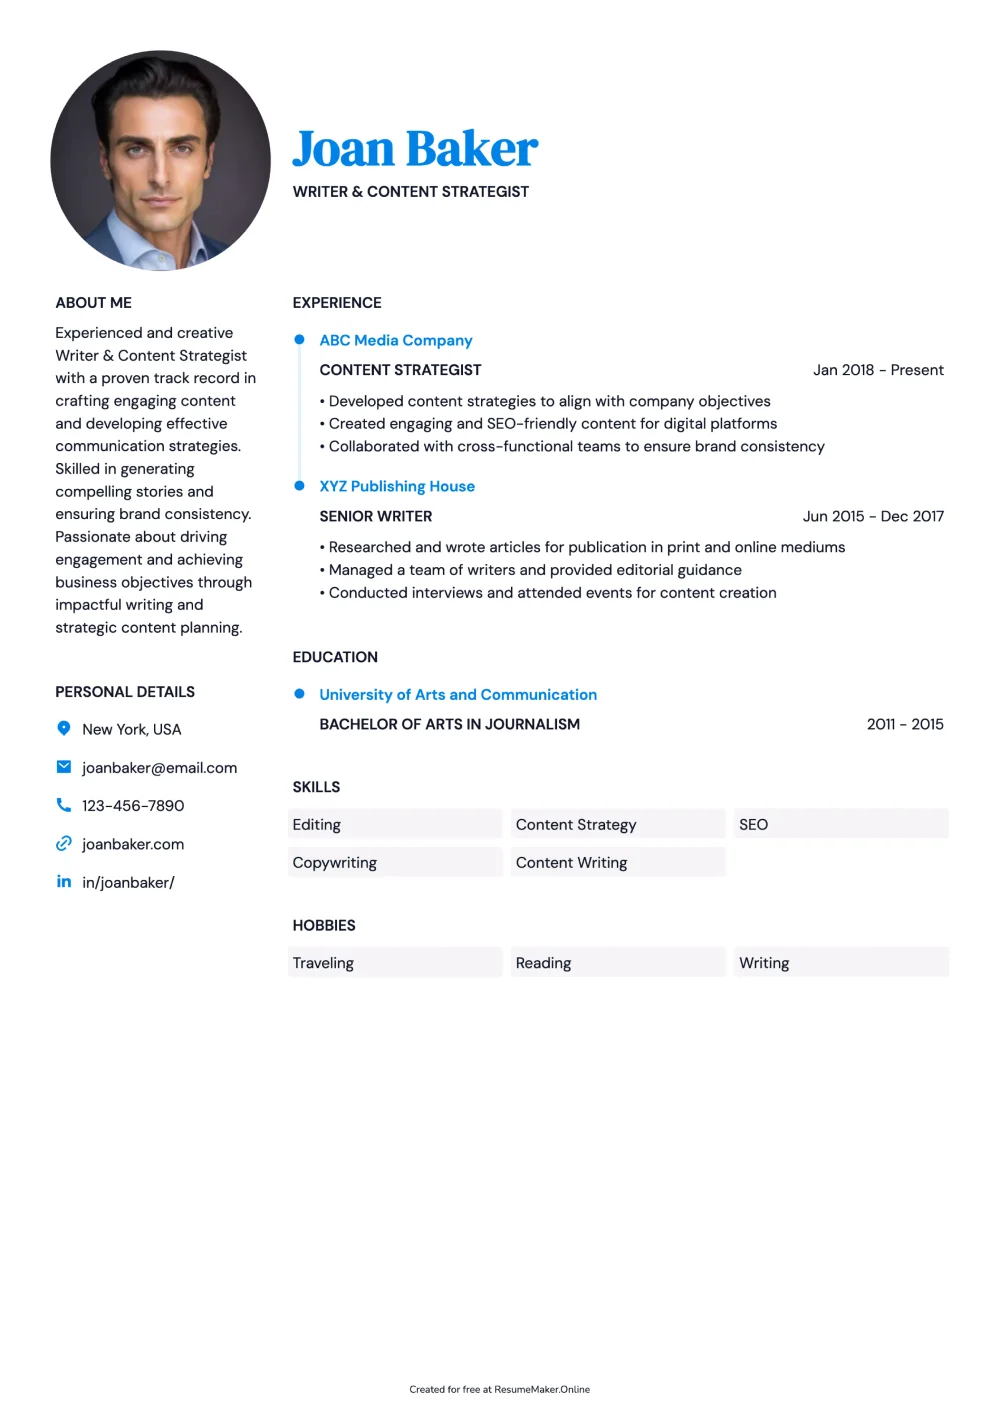 Joan Baker
WRITER & CONTENT STRATEGIST
ABOUT ME
Experienced and creative
Writer & Content Strategist
with a proven track record in
crafting engaging content
and developing effective
communication strategies.
Skilled in generating
compelling stories and
ensuring brand consistency.
Passionate about driving
engagement and achieving
business objectives through
impactful writing and
strategic content planning.
PERSONAL DETAILS
New York, USA
joanbaker@email.com
123-456-7890
joanbaker.com
in/joanbaker/
EXPERIENCE
ABC Media Company
CONTENT STRATEGIST Jan 2018 - Present
• Developed content strategies to align with company objectives
• Created engaging and SEO-friendly content for digital platforms
• Collaborated with cross-functional teams to ensure brand consistency
XYZ Publishing House
SENIOR WRITER Jun 2015 - Dec 2017
• Researched and wrote articles for publication in print and online mediums
• Managed a team of writers and provided editorial guidance
• Conducted interviews and attended events for content creation
EDUCATION
University of Arts and Communication
BACHELOR OF ARTS IN JOURNALISM 2011 - 2015
SKILLS
Editing Content Strategy SEO
Copywriting Content Writing
HOBBIES
Traveling Reading Writing
Created for free at ResumeMaker.Online